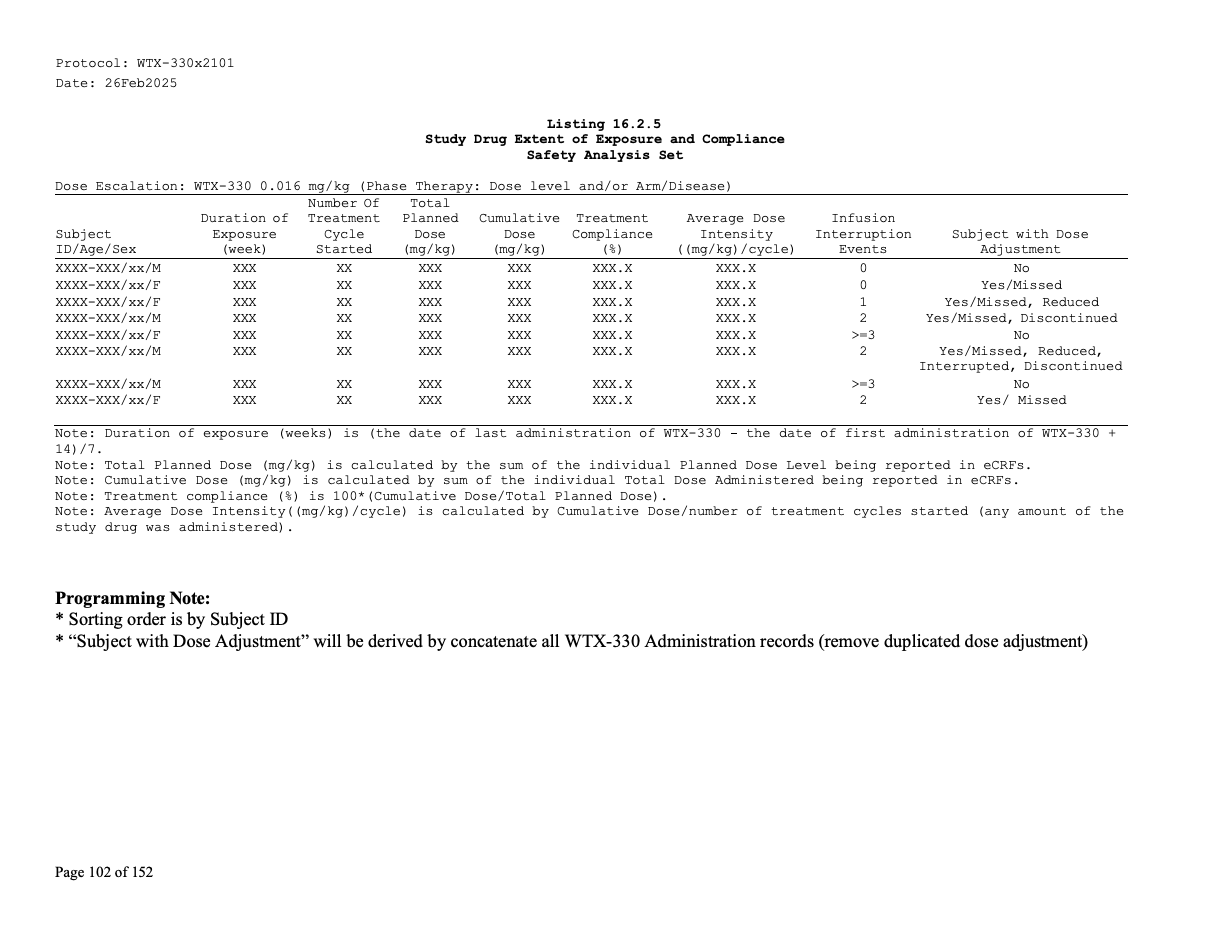 Protocol: WTX-330x2101
Date: 26Feb2025
Listing 16.2.5
Study Drug Extent of Exposure and Compliance
Safety Analysis Set
Dose Escalation: WTX-330 0.016 mg/kg (Phase Therapy: Dose level and/or Arm/Disease)
Number Of Total
Duration of Treatment Planned Cumulative Treatment Average Dose Infusion
Subject Exposure Cycle Dose Dose Compliance Intensity Interruption Subject with Dose
ID/Age/Sex (week) Started (mg/kg) (mg/kg) (%) ((mg/kg)/cycle) Events Adjustment
XXXX-XXX/xx/M XXX XX XXX XXX XXX.X XXX.X 0 No
XXXX-XXX/xx/F XXX XX XXX XXX XXX.X XXX.X 0 Yes/Missed
XXXX-XXX/xx/F XXX XX XXX XXX XXX.X XXX.X 1 Yes/Missed, Reduced
XXXX-XXX/xx/M XXX XX XXX XXX XXX.X XXX.X 2 Yes/Missed, Discontinued
XXXX-XXX/xx/F XXX XX XXX XXX XXX.X XXX.X >=3 No
XXXX-XXX/xx/M XXX XX XXX XXX XXX.X XXX.X 2 Yes/Missed, Reduced,
Interrupted, Discontinued
XXXX-XXX/xx/M XXX XX XXX XXX XXX.X XXX.X >=3 No
XXXX-XXX/xx/F XXX XX XXX XXX XXX.X XXX.X 2 Yes/ Missed
Note: Duration of exposure (weeks) is (the date of last administration of WTX-330 - the date of first administration of WTX-330 +
14)/7.
Note: Total Planned Dose (mg/kg) is calculated by the sum of the individual Planned Dose Level being reported in eCRFs.
Note: Cumulative Dose (mg/kg) is calculated by sum of the individual Total Dose Administered being reported in eCRFs.
Note: Treatment compliance (%) is 100*(Cumulative Dose/Total Planned Dose).
Note: Average Dose Intensity((mg/kg)/cycle) is calculated by Cumulative Dose/number of treatment cycles started (any amount of the
study drug was administered).
Programming Note:
* Sorting order is by Subject ID
* “Subject with Dose Adjustment” will be derived by concatenate all WTX-330 Administration records (remove duplicated dose adjustment)
Page 102 of 152